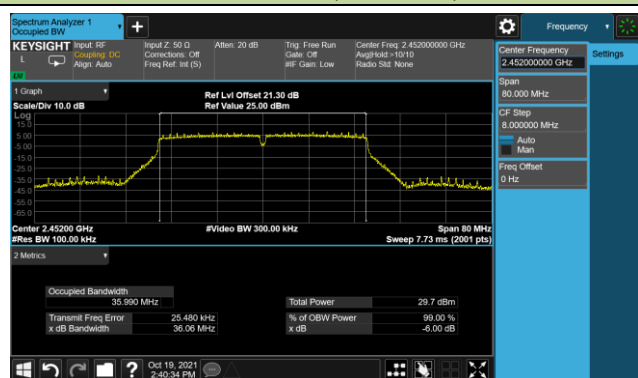 Spectrum Analyzer 1
Occupied BW
Frequency
KEYSIGHT
L
Input: RF
Coupling: DC
Align: Auto
Input Z: 50 Ω
Corrections: Off
Freq Ref: Int (S)
Atten: 20 dB
Trig: Free Run
Gate: Off
#IF Gain: Low
Center Freq: 2.452000000 GHz
Avg|Hold:>10/10
Radio Std: None
Center Frequency
2.452000000 GHz
Settings
Span
80.000 MHz
CF Step
8.000000 MHz
Auto
Man
Freq Offset
0 Hz
1 Graph
Scale/Div 10.0 dB
Ref Lvl Offset 21.30 dB
Ref Value 25.00 dBm
Log
15.0
5.00
-5.00
-15.0
-25.0
-35.0
-45.0
-55.0
-65.0
Center 2.45200 GHz
#Res BW 100.00 kHz
#Video BW 300.00 kHz
Span 80 MHz
Sweep 7.73 ms (2001 pts)
2 Metrics
Occupied Bandwidth
35.990 MHz
Total Power 29.7 dBm
Transmit Freq Error 25.480 kHz
% of OBW Power 99.00 %
x dB Bandwidth 36.06 MHz
x dB -6.00 dB
?
Oct 19, 2021
2:40:34 PM